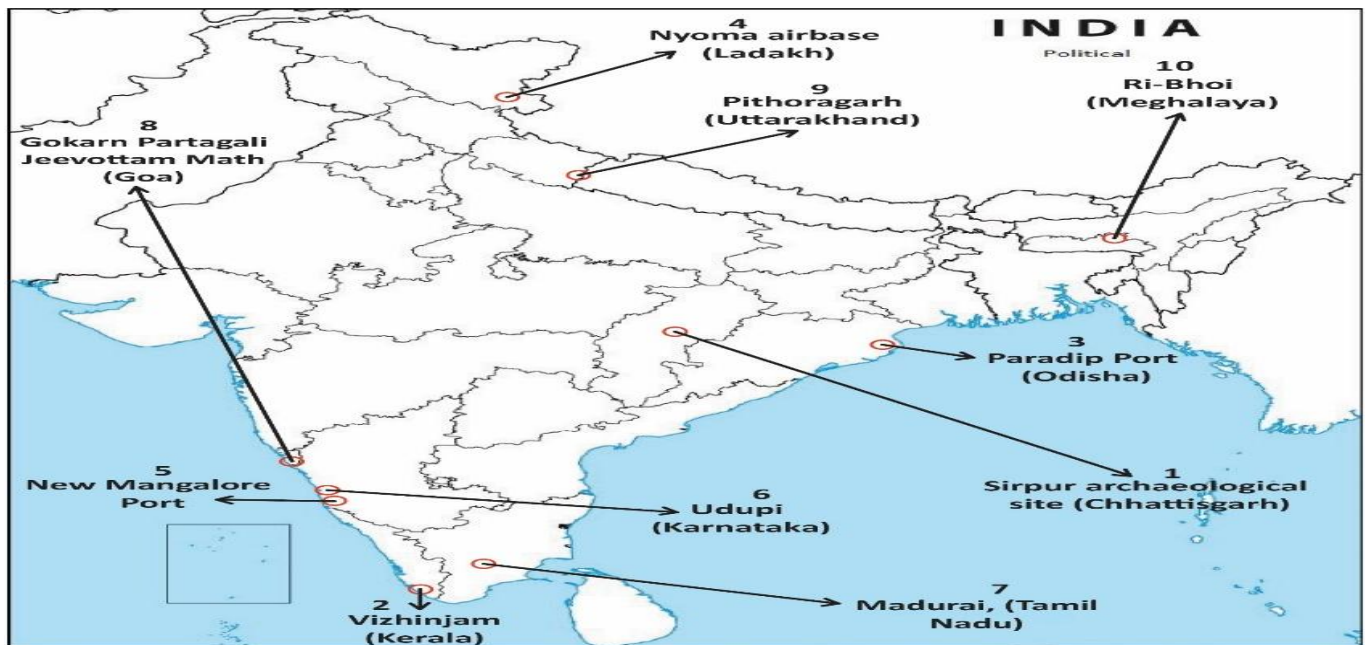 INDIA
Political
4
Nyoma airbase
(Ladakh)
9
Pithoragarh
(Uttarakhand)
10
Ri-Bhoi
(Meghalaya)
8
Gokarn Partagali
Jeevottam Math
(Goa)
3
Paradip Port
(Odisha)
5
New Mangalore
Port
6
Udupi
(Karnataka)
1
Sirpur archaeological
site (Chhattisgarh)
2
Vizhinjam
(Kerala)
7
Madurai, (Tamil
Nadu)